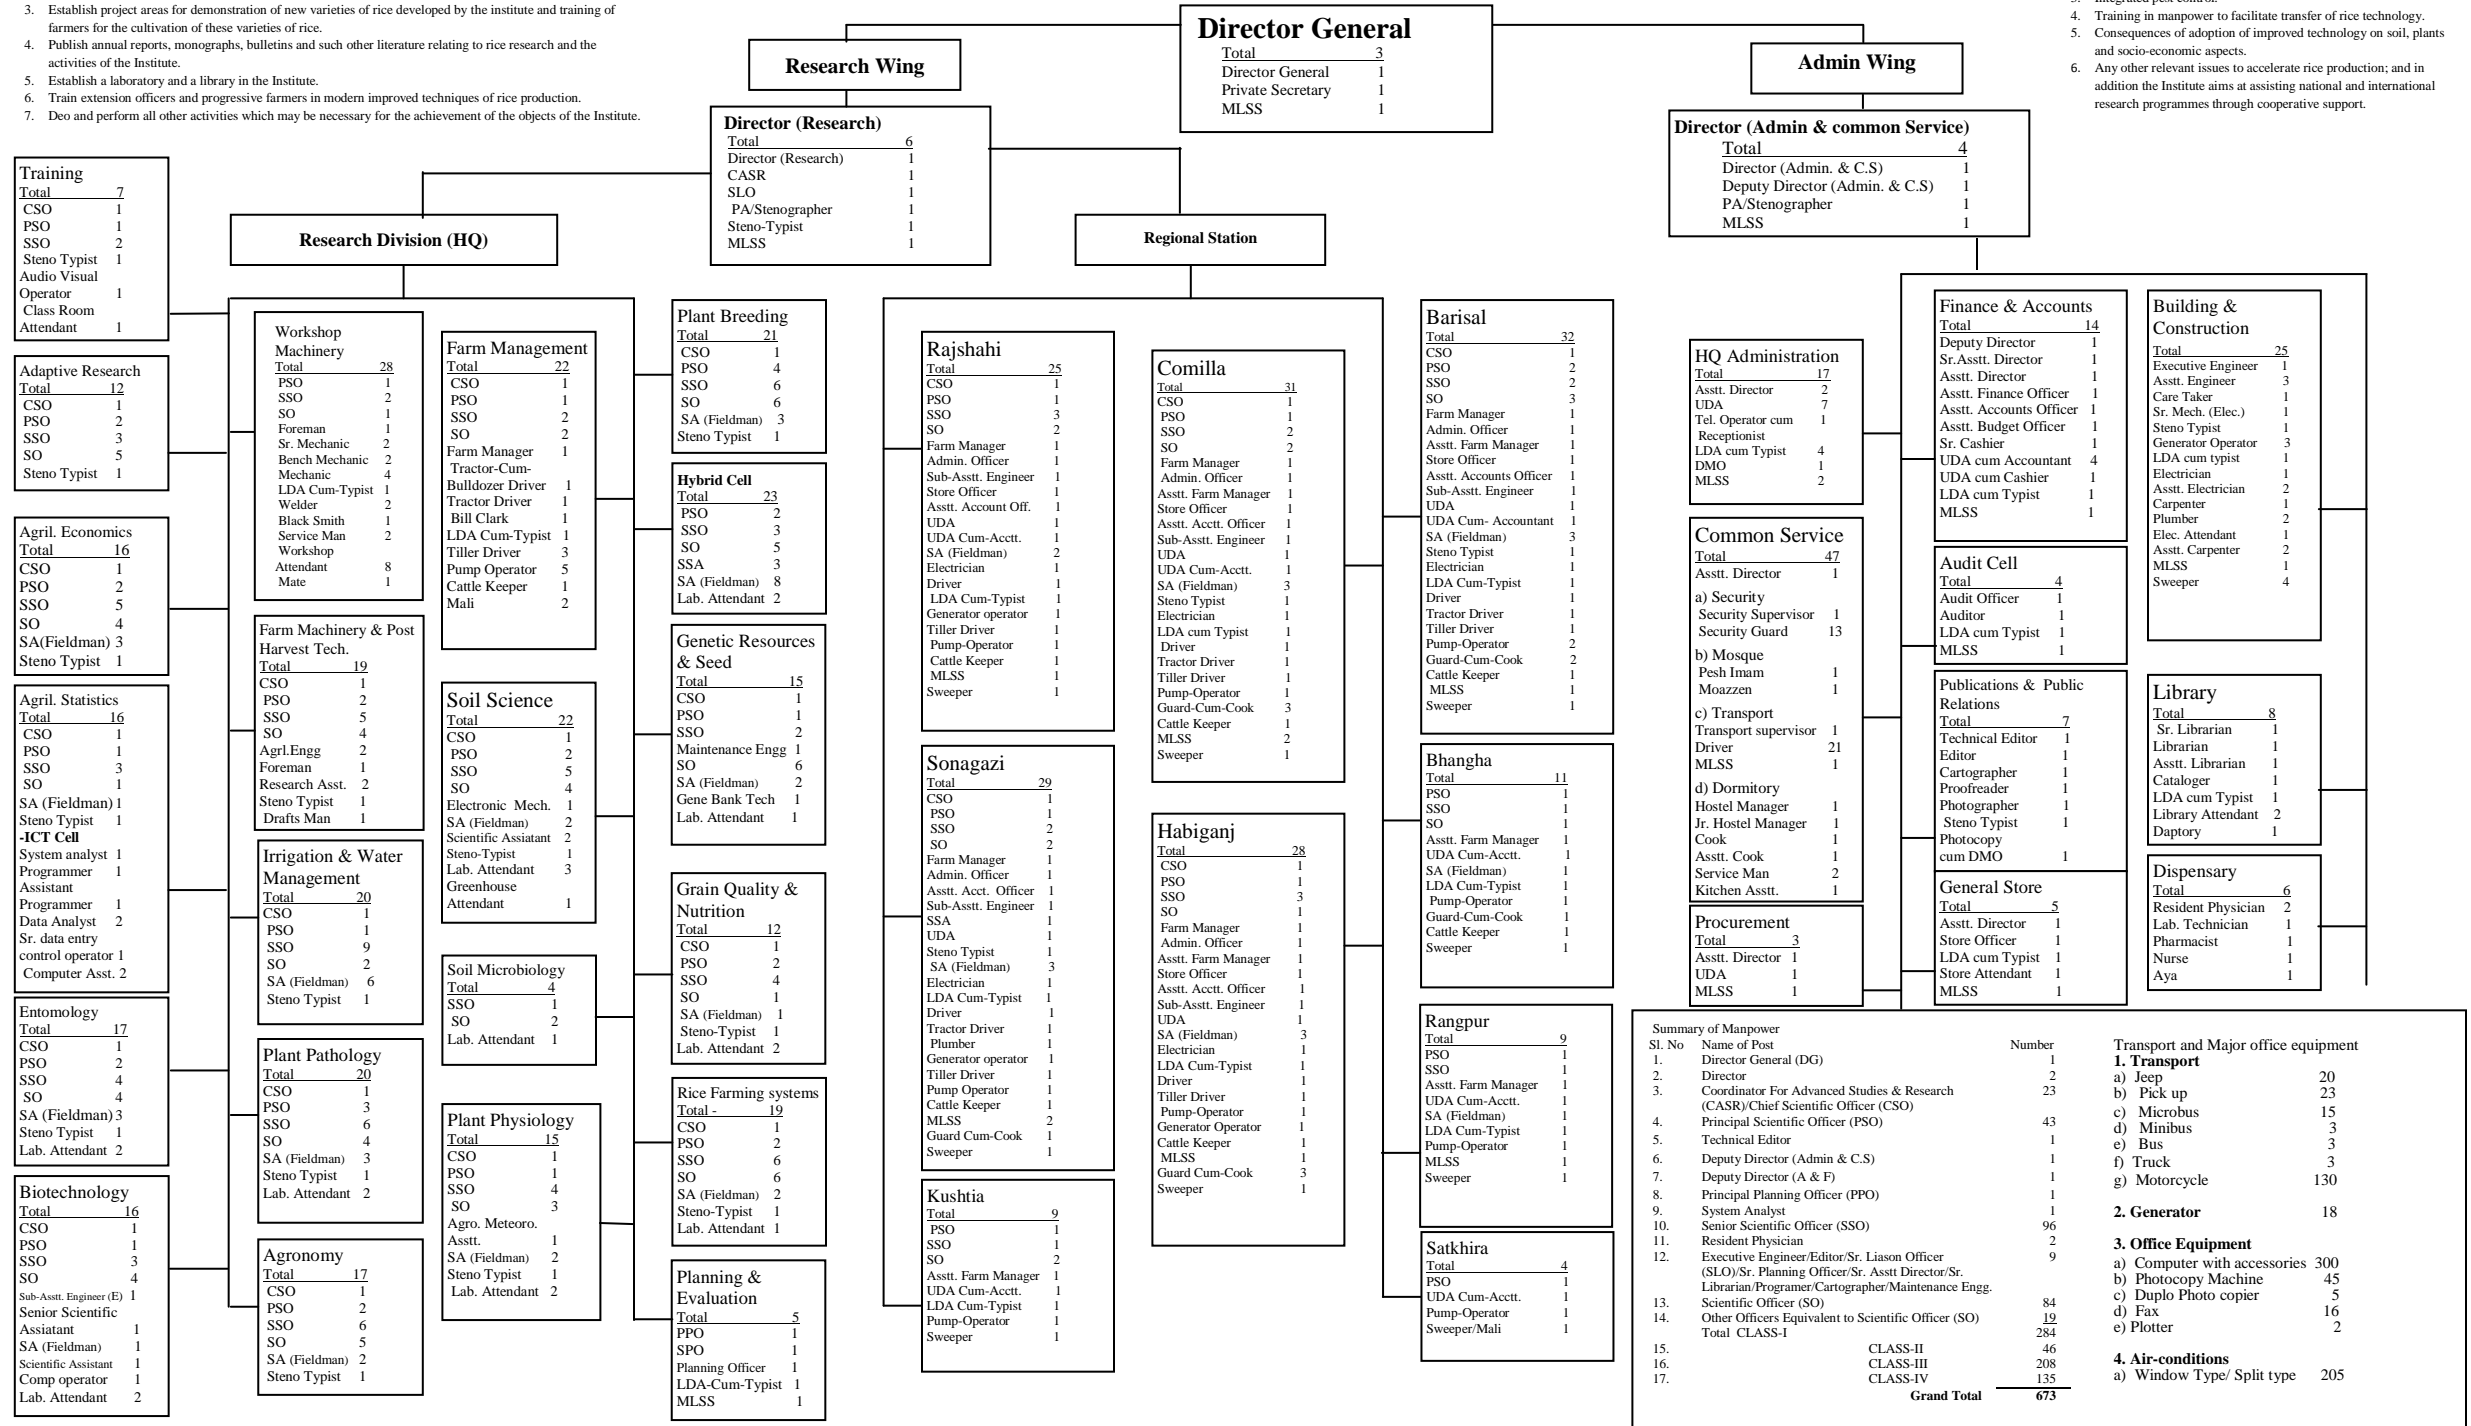 3. Establish project areas for demonstration of new varieties of rice developed by the institute and training of
farmers for the cultivation of these varieties of rice.
4. Publish annual reports, monographs, bulletins and such other literature relating to rice research and the
activities of the Institute.
5. Establish a laboratory and a library in the Institute.
6. Train extension officers and progressive farmers in modern improved techniques of rice production.
7. Deo and perform all other activities which may be necessary for the achievement of the objects of the Institute.
Director General
Total 3
Director General 1
Private Secretary 1
MLSS 1
4. Training in manpower to facilitate transfer of rice technology.
5. Consequences of adoption of improved technology on soil, plants
and socio-economic aspects.
6. Any other relevant issues to accelerate rice production; and in
addition the Institute aims at assisting national and international
research programmes through cooperative support.
Research Wing
Admin Wing
Director (Research)
Total 6
Director (Research) 1
CASR 1
SLO 1
PA/Stenographer 1
Steno-Typist 1
MLSS 1
Director (Admin & common Service)
Total 4
Director (Admin. & C.S) 1
Deputy Director (Admin. & C.S) 1
PA/Stenographer 1
MLSS 1
Research Division (HQ)
Regional Station
Training
Total 7
CSO 1
PSO 1
SSO 2
Steno Typist 1
Audio Visual
Operator 1
Class Room
Attendant 1
Adaptive Research
Total 12
CSO 1
PSO 2
SSO 3
SO 5
Steno Typist 1
Agril. Economics
Total 16
CSO 1
PSO 2
SSO 5
SO 4
SA(Fieldman) 3
Steno Typist 1
Agril. Statistics
Total 16
CSO 1
PSO 1
SSO 3
SO 1
SA (Fieldman) 1
Steno Typist 1
-ICT Cell
System analyst 1
Programmer 1
Assistant
Programmer 1
Data Analyst 2
Sr. data entry
control operator 1
Computer Asst. 2
Entomology
Total 17
CSO 1
PSO 2
SSO 4
SO 4
SA (Fieldman) 3
Steno Typist 1
Lab. Attendant 2
Biotechnology
Total 16
CSO 1
PSO 1
SSO 3
SO 4
Sub-Asstt. Engineer (E) 1
Senior Scientific
Assiatant 1
SA (Fieldman) 1
Scientific Assistant 1
Comp operator 1
Lab. Attendant 2
Workshop
Machinery
Total 28
PSO 1
SSO 2
SO 1
Foreman 1
Sr. Mechanic 2
Bench Mechanic 2
Mechanic 4
LDA Cum-Typist 1
Welder 2
Black Smith 1
Service Man 2
Workshop
Attendant 8
Mate 1
Farm Machinery & Post
Harvest Tech.
Total 19
CSO 1
PSO 2
SSO 5
SO 4
Agrl.Engg 2
Foreman 1
Research Asst. 2
Steno Typist 1
Drafts Man 1
Irrigation & Water
Management
Total 20
CSO 1
PSO 1
SSO 9
SO 2
SA (Fieldman) 6
Steno Typist 1
Plant Pathology
Total 20
CSO 1
PSO 3
SSO 6
SO 4
SA (Fieldman) 3
Steno Typist 1
Lab. Attendant 2
Agronomy
Total 17
CSO 1
PSO 2
SSO 6
SO 5
SA (Fieldman) 2
Steno Typist 1
Farm Management
Total 22
CSO 1
PSO 1
SSO 2
SO 2
Farm Manager 1
Tractor-Cum-
Bulldozer Driver 1
Tractor Driver 1
Bill Clark 1
LDA Cum-Typist 1
Tiller Driver 3
Pump Operator 5
Cattle Keeper 1
Mali 2
Soil Science
Total 22
CSO 1
PSO 2
SSO 5
SO 4
Electronic Mech. 1
SA (Fieldman) 2
Scientific Assiatant 2
Steno-Typist 1
Lab. Attendant 3
Greenhouse
Attendant 1
Soil Microbiology
Total 4
SSO 1
SO 2
Lab. Attendant 1
Plant Physiology
Total 15
CSO 1
PSO 1
SSO 4
SO 3
Agro. Meteoro.
Asstt. 1
SA (Fieldman) 2
Steno Typist 1
Lab. Attendant 2
Plant Breeding
Total 21
CSO 1
PSO 4
SSO 6
SO 6
SA (Fieldman) 3
Steno Typist 1
Hybrid Cell
Total 23
PSO 2
SSO 3
SO 5
SSA 3
SA (Fieldman) 8
Lab. Attendant 2
Genetic Resources
& Seed
Total 15
CSO 1
PSO 1
SSO 2
Maintenance Engg 1
SO 6
SA (Fieldman) 2
Gene Bank Tech 1
Lab. Attendant 1
Grain Quality &
Nutrition
Total 12
CSO 1
PSO 2
SSO 4
SO 1
SA (Fieldman) 1
Steno-Typist 1
Lab. Attendant 2
Rice Farming systems
Total - 19
CSO 1
PSO 2
SSO 6
SO 6
SA (Fieldman) 2
Steno-Typist 1
Lab. Attendant 1
Planning &
Evaluation
Total 5
PPO 1
SPO 1
Planning Officer 1
LDA-Cum-Typist 1
MLSS 1
Rajshahi
Total 25
CSO 1
PSO 1
SSO 3
SO 2
Farm Manager 1
Admin. Officer 1
Sub-Asstt. Engineer 1
Store Officer 1
Asstt. Account Off. 1
UDA 1
UDA Cum-Acctt. 1
SA (Fieldman) 2
Electrician 1
Driver 1
LDA Cum-Typist 1
Generator operator 1
Tiller Driver 1
Pump-Operator 1
Cattle Keeper 1
MLSS 1
Sweeper 1
Sonagazi
Total 29
CSO 1
PSO 1
SSO 2
SO 2
Farm Manager 1
Admin. Officer 1
Asstt. Acct. Officer 1
Sub-Asstt. Engineer 1
SSA 1
UDA 1
Steno Typist 1
SA (Fieldman) 3
Electrician 1
LDA Cum-Typist 1
Driver 1
Tractor Driver 1
Plumber 1
Generator operator 1
Tiller Driver 1
Pump Operator 1
Cattle Keeper 1
MLSS 2
Guard Cum-Cook 1
Sweeper 1
Kushtia
Total 9
PSO 1
SSO 1
SO 2
Asstt. Farm Manager 1
UDA Cum-Acctt. 1
LDA Cum-Typist 1
Pump-Operator 1
Sweeper 1
Comilla
Total 31
CSO 1
PSO 1
SSO 2
SO 2
Farm Manager 1
Admin. Officer 1
Asstt. Farm Manager 1
Store Officer 1
Asstt. Acctt. Officer 1
Sub-Asstt. Engineer 1
UDA 1
UDA Cum-Acctt. 1
SA (Fieldman) 3
Steno Typist 1
Electrician 1
LDA cum Typist 1
Driver 1
Tractor Driver 1
Tiller Driver 1
Pump-Operator 1
Guard-Cum-Cook 3
Cattle Keeper 1
MLSS 2
Sweeper 1
Habiganj
Total 28
CSO 1
PSO 1
SSO 3
SO 1
Farm Manager 1
Admin. Officer 1
Asstt. Farm Manager 1
Store Officer 1
Asstt. Acctt. Officer 1
Sub-Asstt. Engineer 1
UDA 1
SA (Fieldman) 3
Electrician 1
LDA Cum-Typist 1
Driver 1
Tiller Driver 1
Pump-Operator 1
Generator Operator 1
Cattle Keeper 1
MLSS 1
Guard Cum-Cook 3
Sweeper 1
Barisal
Total 32
CSO 1
PSO 2
SSO 2
SO 3
Farm Manager 1
Admin. Officer 1
Asstt. Farm Manager 1
Store Officer 1
Asstt. Accounts Officer 1
Sub-Asstt. Engineer 1
UDA 1
UDA Cum- Accountant 1
SA (Fieldman) 3
Steno Typist 1
Electrician 1
LDA Cum-Typist 1
Driver 1
Tractor Driver 1
Tiller Driver 1
Pump-Operator 2
Guard-Cum-Cook 2
Cattle Keeper 1
MLSS 1
Sweeper 1
Bhangha
Total 11
PSO 1
SSO 1
SO 1
Asstt. Farm Manager 1
UDA Cum-Acctt. 1
SA (Fieldman) 1
LDA Cum-Typist 1
Pump-Operator 1
Guard-Cum-Cook 1
Cattle Keeper 1
Sweeper 1
Rangpur
Total 9
PSO 1
SSO 1
Asstt. Farm Manager 1
UDA Cum-Acctt. 1
SA (Fieldman) 1
LDA Cum-Typist 1
Pump-Operator 1
MLSS 1
Sweeper 1
Satkhira
Total 4
PSO 1
UDA Cum-Acctt. 1
Pump-Operator 1
Sweeper/Mali 1
HQ Administration
Total 17
Asstt. Director 2
UDA 7
Tel. Operator cum 1
Receptionist
LDA cum Typist 4
DMO 1
MLSS 2
Common Service
Total 47
Asstt. Director 1
a) Security
Security Supervisor 1
Security Guard 13
b) Mosque
Pesh Imam 1
Moazzen 1
c) Transport
Transport supervisor 1
Driver 21
MLSS 1
d) Dormitory
Hostel Manager 1
Jr. Hostel Manager 1
Cook 1
Asstt. Cook 1
Service Man 2
Kitchen Asstt. 1
Procurement
Total 3
Asstt. Director 1
UDA 1
MLSS 1
Finance & Accounts
Total 14
Deputy Director 1
Sr.Asstt. Director 1
Asstt. Director 1
Asstt. Finance Officer 1
Asstt. Accounts Officer 1
Asstt. Budget Officer 1
Sr. Cashier 1
UDA cum Accountant 4
UDA cum Cashier 1
LDA cum Typist 1
MLSS 1
Audit Cell
Total 4
Audit Officer 1
Auditor 1
LDA cum Typist 1
MLSS 1
Publications & Public
Relations
Total 7
Technical Editor 1
Editor 1
Cartographer 1
Proofreader 1
Photographer 1
Steno Typist 1
Photocopy
cum DMO 1
General Store
Total 5
Asstt. Director 1
Store Officer 1
LDA cum Typist 1
Store Attendant 1
MLSS 1
Building &
Construction
Total 25
Executive Engineer 1
Asstt. Engineer 3
Care Taker 1
Sr. Mech. (Elec.) 1
Steno Typist 1
Generator Operator 3
LDA cum typist 1
Electrician 1
Asstt. Electrician 2
Carpenter 1
Plumber 2
Elec. Attendant 1
Asstt. Carpenter 2
MLSS 1
Sweeper 4
Library
Total 8
Sr. Librarian 1
Librarian 1
Asstt. Librarian 1
Cataloger 1
LDA cum Typist 1
Library Attendant 2
Daptory 1
Dispensary
Total 6
Resident Physician 2
Lab. Technician 1
Pharmacist 1
Nurse 1
Aya 1
Summary of Manpower
Sl. No Name of Post Number
1. Director General (DG) 1
2. Director 2
3. Coordinator For Advanced Studies & Research 23
(CASR)/Chief Scientific Officer (CSO)
4. Principal Scientific Officer (PSO) 43
5. Technical Editor 1
6. Deputy Director (Admin & C.S) 1
7. Deputy Director (A & F) 1
8. Principal Planning Officer (PPO) 1
9. System Analyst 1
10. Senior Scientific Officer (SSO) 96
11. Resident Physician 2
12. Executive Engineer/Editor/Sr. Liason Officer 9
(SLO)/Sr. Planning Officer/Sr. Asstt Director/Sr.
Librarian/Programer/Cartographer/Maintenance Engg.
13. Scientific Officer (SO) 84
14. Other Officers Equivalent to Scientific Officer (SO) 19
Total CLASS-I 284
15. CLASS-II 46
16. CLASS-III 208
17. CLASS-IV 135
Grand Total 673
Transport and Major office equipment
1. Transport
a) Jeep 20
b) Pick up 23
c) Microbus 15
d) Minibus 3
e) Bus 3
f) Truck 3
g) Motorcycle 130
2. Generator 18
3. Office Equipment
a) Computer with accessories 300
b) Photocopy Machine 45
c) Duplo Photo copier 5
d) Fax 16
e) Plotter 2
4. Air-conditions
a) Window Type/ Split type 205